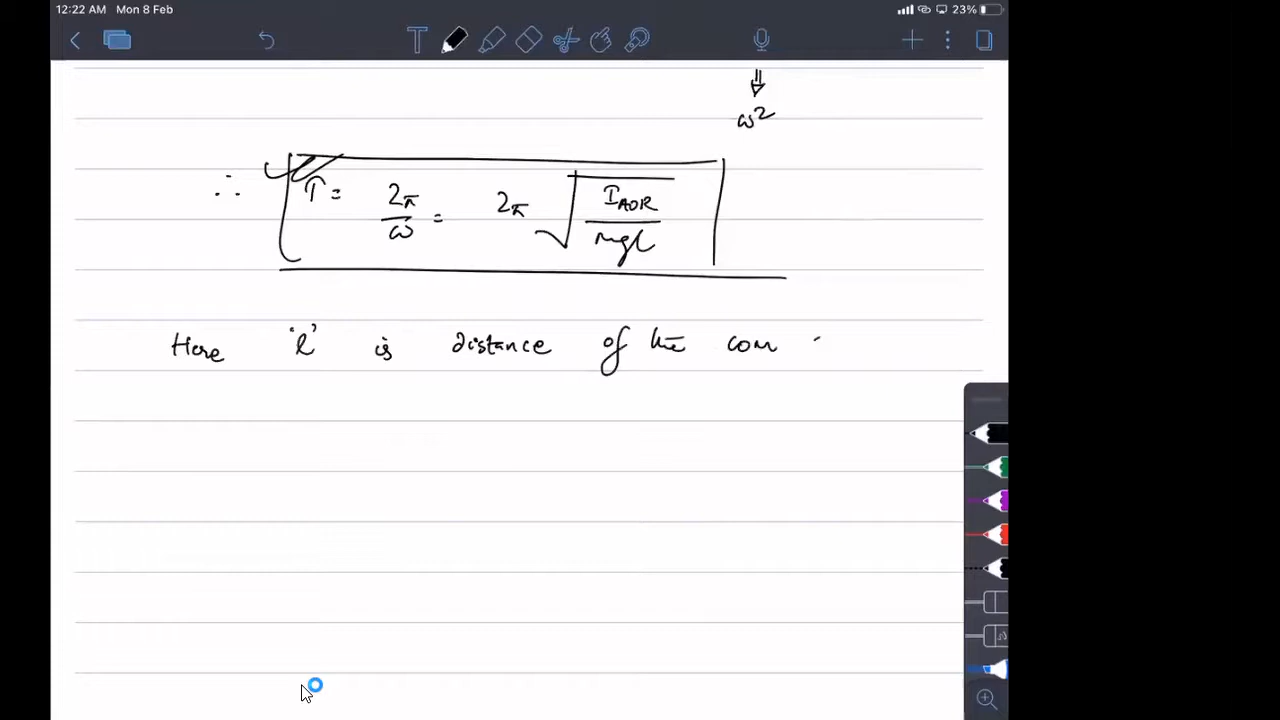 12:22 AM Mon 8 Feb 23%
ω²
∴ T = 2π/ω = 2π √(I_AOR/mgl)
Here 'l' is distance of the com